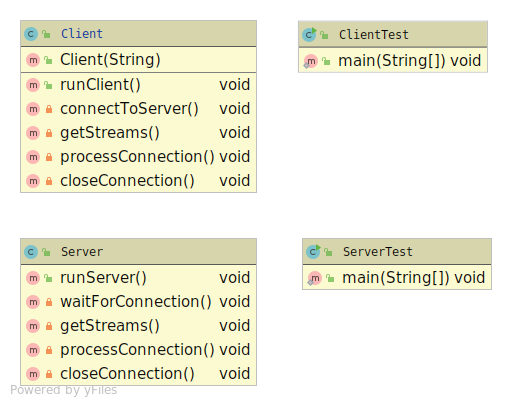 Client
Client(String)
runClient() void
connectToServer() void
getStreams() void
processConnection() void
closeConnection() void
ClientTest
main(String[]) void
Server
runServer() void
waitForConnection() void
getStreams() void
processConnection() void
closeConnection() void
ServerTest
main(String[]) void
Powered by yFiles